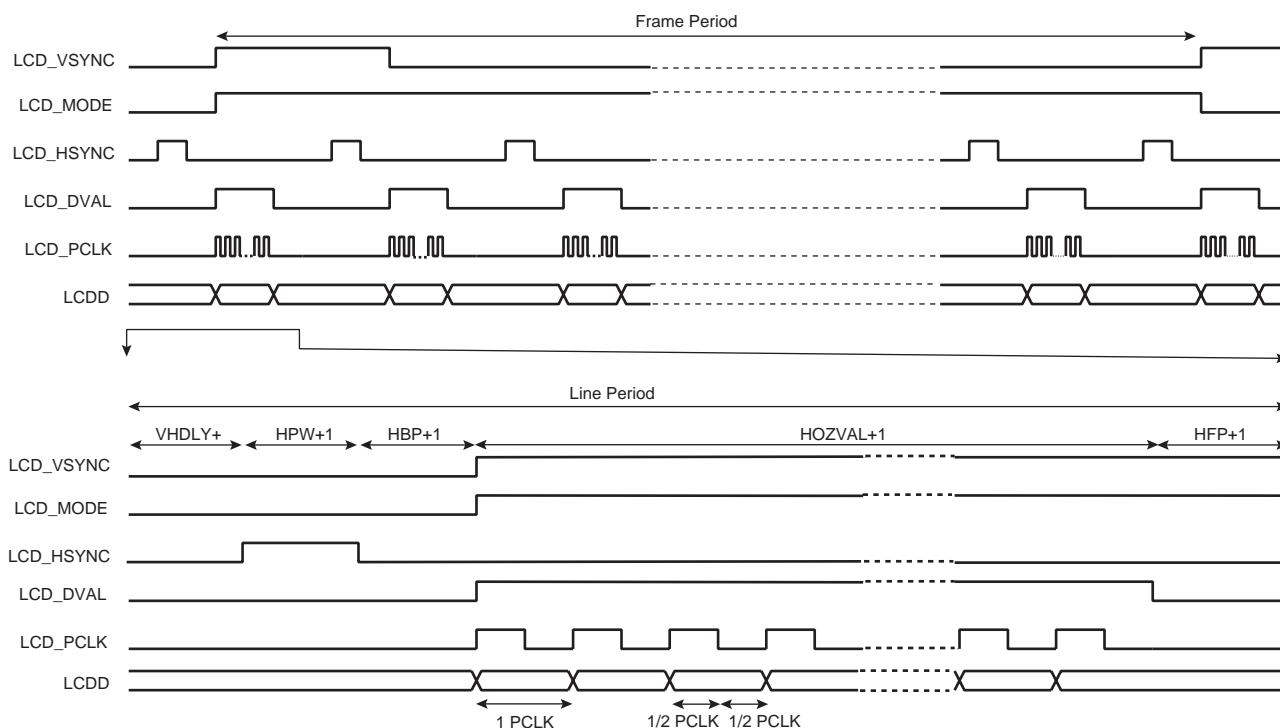 Frame Period
LCD_VSYNC
LCD_MODE
LCD_HSYNC
LCD_DVAL
LCD_PCLK
LCDD
Line Period
VHDLY+ HPW+1 HBP+1 HOZVAL+1 HFP+1
LCD_VSYNC
LCD_MODE
LCD_HSYNC
LCD_DVAL
LCD_PCLK
LCDD
1 PCLK 1/2 PCLK 1/2 PCLK